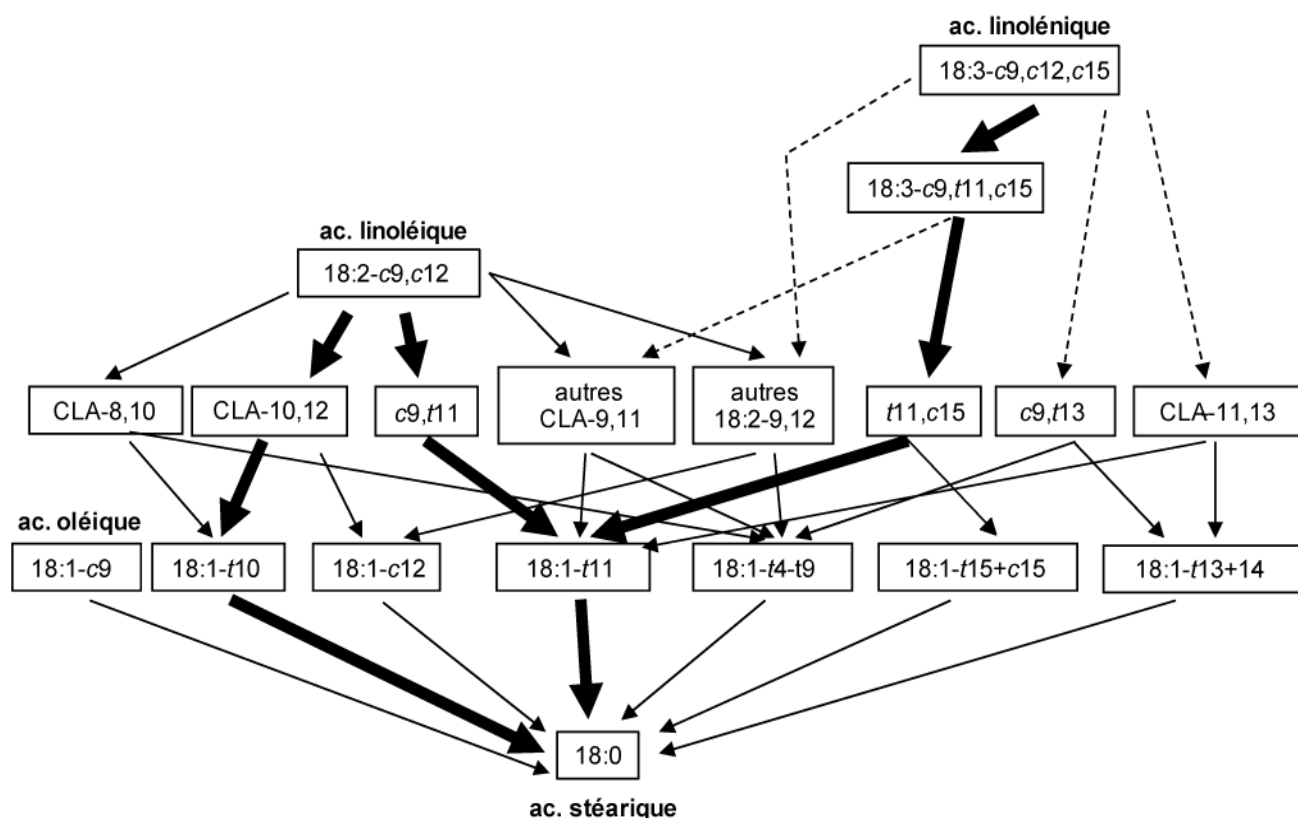 ac. linolénique
18:3-c9,c12,c15
18:3-c9,t11,c15
ac. linoléique
18:2-c9,c12
CLA-8,10
CLA-10,12
c9,t11
autres
CLA-9,11
autres
18:2-9,12
t11,c15
c9,t13
CLA-11,13
ac. oléique
18:1-c9
18:1-t10
18:1-c12
18:1-t11
18:1-t4-t9
18:1-t15+c15
18:1-t13+14
18:0
ac. stéarique